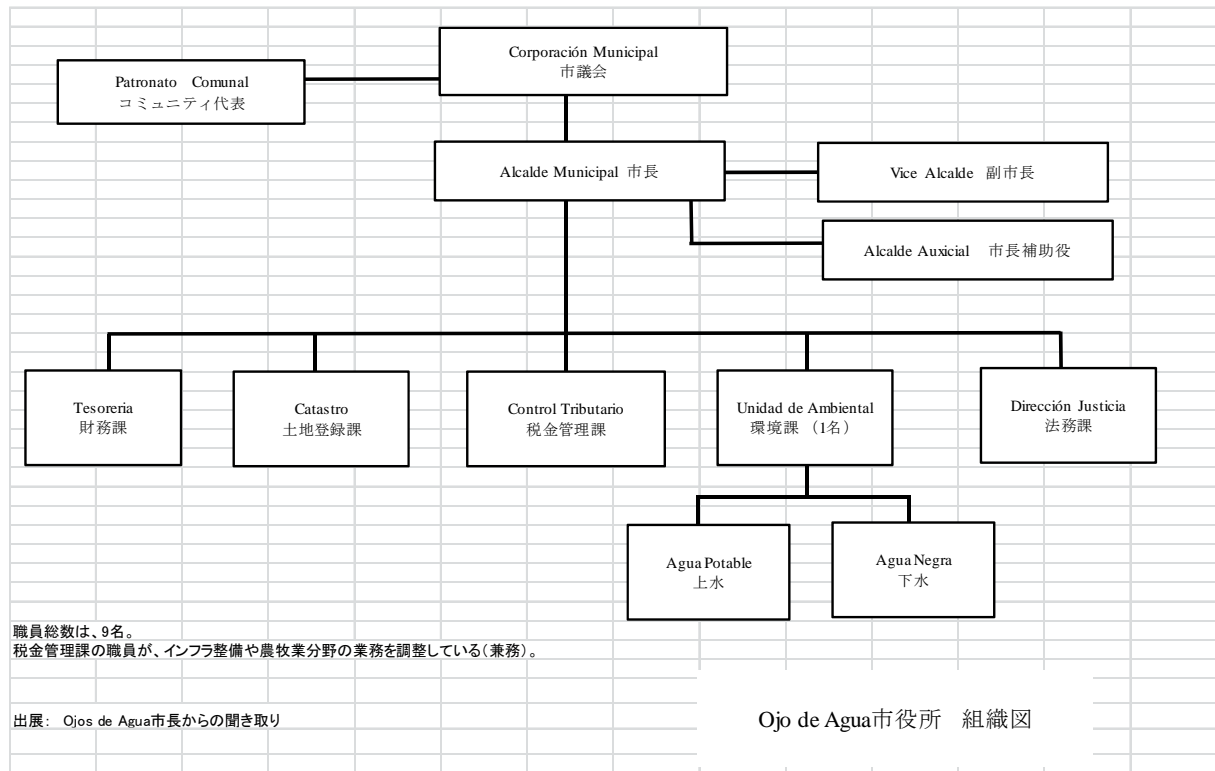 Corporación Municipal
市議会
Patronato　Comunal
コミュニティ代表
Alcalde Municipal 市長
Vice Alcalde 副市長
Alcalde Auxicial　市長補助役
Tesoreria
財務課
Catastro
土地登録課
Control Tributario
税金管理課
Unidad de Ambiental
環境課 （1名）
Dirección Justicia
法務課
Agua Potable
上水
Agua Negra
下水
職員総数は、9名。
税金管理課の職員が、インフラ整備や農牧業分野の業務を調整している（兼務）。
出展：　Ojos de Agua市長からの聞き取り
Ojo de Agua市役所　組織図